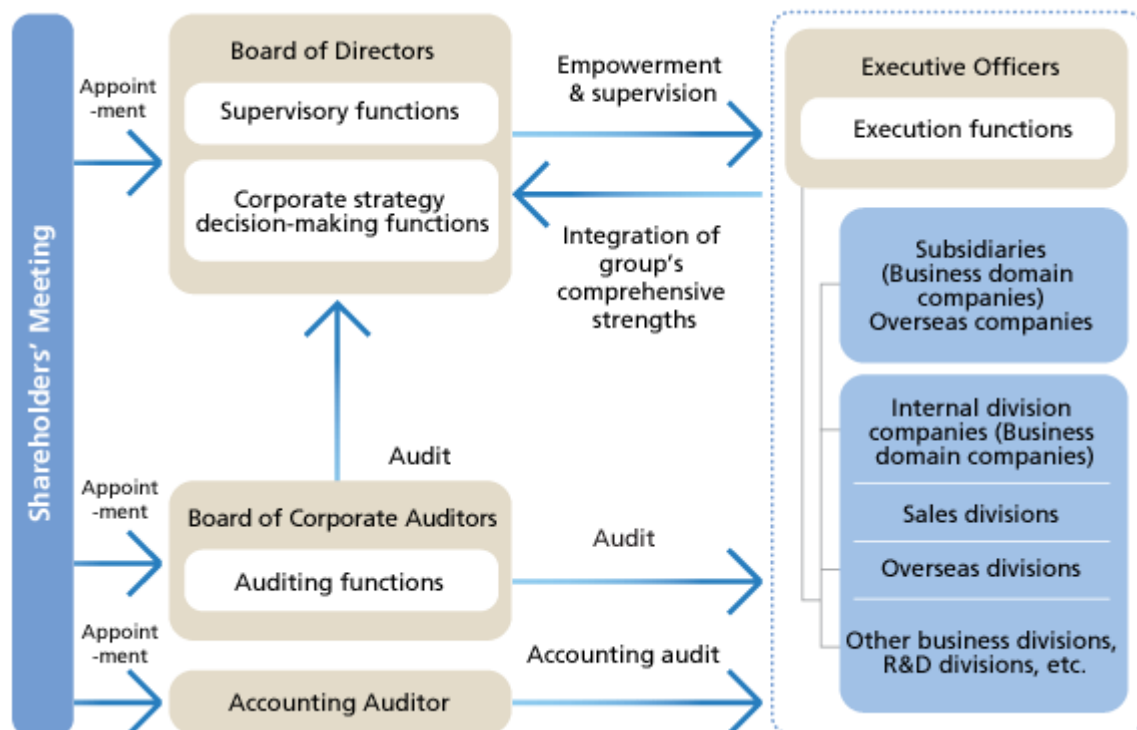 Shareholders' Meeting
Appoint
-ment
Board of Directors
Supervisory functions
Corporate strategy
decision-making functions
Empowerment
& supervision
Integration of
group's
comprehensive
strengths
Executive Officers
Execution functions
Subsidiaries
(Business domain
companies)
Overseas companies
Internal division
companies (Business
domain companies)
Sales divisions
Overseas divisions
Other business divisions,
R&D divisions, etc.
Audit
Appoint
-ment
Board of Corporate Auditors
Auditing functions
Audit
Appoint
-ment
Accounting Auditor
Accounting audit